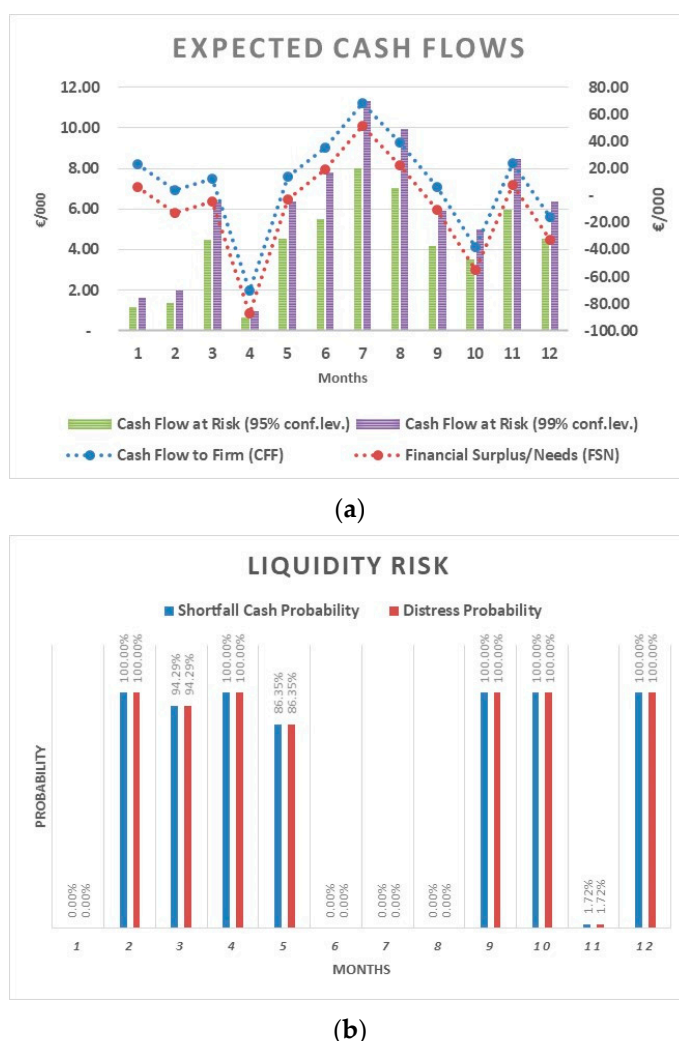 EXPECTED CASH FLOWS
12.00 80.00
10.00 60.00
8.00 40.00
6.00 20.00
4.00 -
2.00 -20.00
- -40.00
-60.00
-80.00
-100.00
€/000
€/000
1 2 3 4 5 6 7 8 9 10 11 12
Months
Cash Flow at Risk (95% conf.lev.) Cash Flow at Risk (99% conf.lev.)
Cash Flow to Firm (CFF) Financial Surplus/Needs (FSN)
(a)
LIQUIDITY RISK
Shortfall Cash Probability Distress Probability
PROBABILITY
0.00% 0.00%
100.00% 100.00%
94.29% 94.29%
100.00% 100.00%
86.35% 86.35%
0.00% 0.00%
0.00% 0.00%
0.00% 0.00%
100.00% 100.00%
100.00% 100.00%
1.72% 1.72%
100.00% 100.00%
1 2 3 4 5 6 7 8 9 10 11 12
MONTHS
(b)